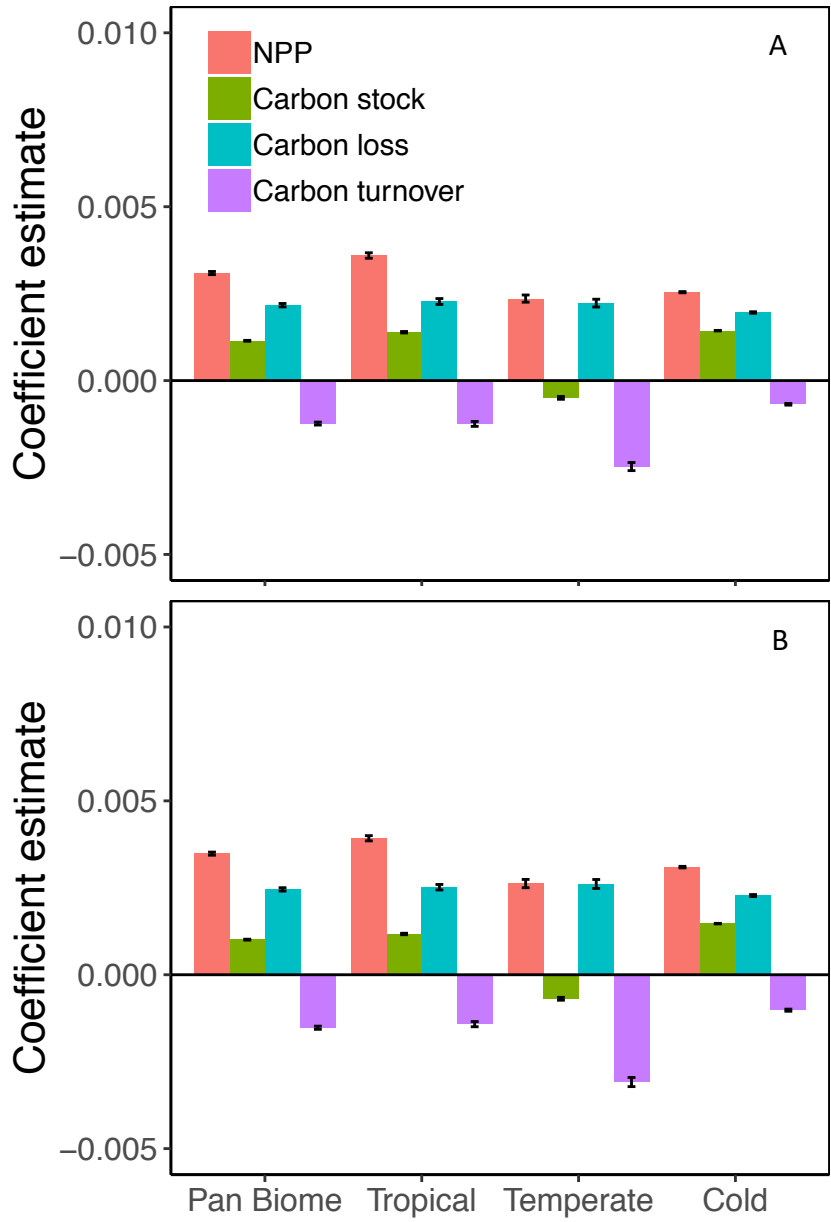 A
NPP
Carbon stock
Carbon loss
Carbon turnover
Coefficient estimate
0.010
0.005
0.000
−0.005
B
Coefficient estimate
0.010
0.005
0.000
−0.005
Pan Biome Tropical Temperate Cold